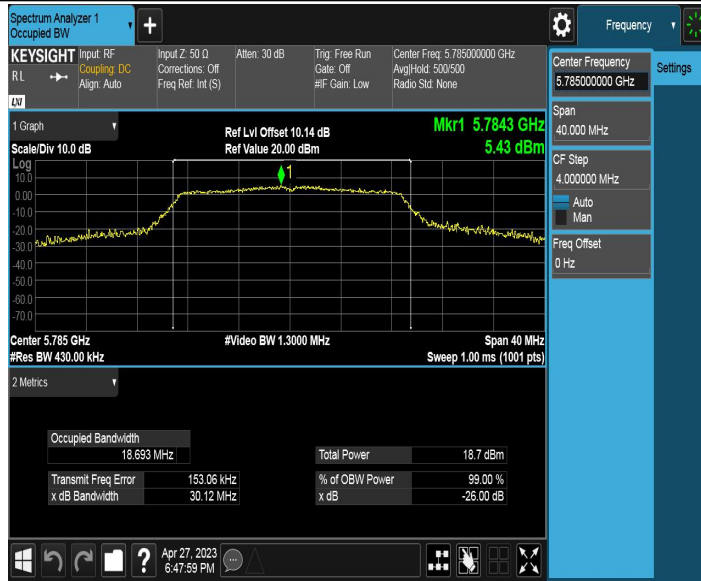 Spectrum Analyzer 1
Occupied BW
Frequency
KEYSIGHT
RL
LXI
Input: RF
Coupling: DC
Align: Auto
Input Z: 50 Ω
Corrections: Off
Freq Ref: Int (S)
Atten: 30 dB
Trig: Free Run
Gate: Off
#IF Gain: Low
Center Freq: 5.785000000 GHz
Avg|Hold: 500/500
Radio Std: None
Center Frequency
5.785000000 GHz
Settings
Span
40.000 MHz
CF Step
4.000000 MHz
Auto
Man
Freq Offset
0 Hz
1 Graph
Scale/Div 10.0 dB
Ref Lvl Offset 10.14 dB
Ref Value 20.00 dBm
Mkr1 5.7843 GHz
5.43 dBm
Log
10.0
0.00
-10.0
-20.0
-30.0
-40.0
-50.0
-60.0
-70.0
1
Center 5.785 GHz
#Res BW 430.00 kHz
#Video BW 1.3000 MHz
Span 40 MHz
Sweep 1.00 ms (1001 pts)
2 Metrics
Occupied Bandwidth
18.693 MHz
Total Power 18.7 dBm
Transmit Freq Error 153.06 kHz
x dB Bandwidth 30.12 MHz
% of OBW Power 99.00 %
x dB -26.00 dB
?
Apr 27, 2023
6:47:59 PM